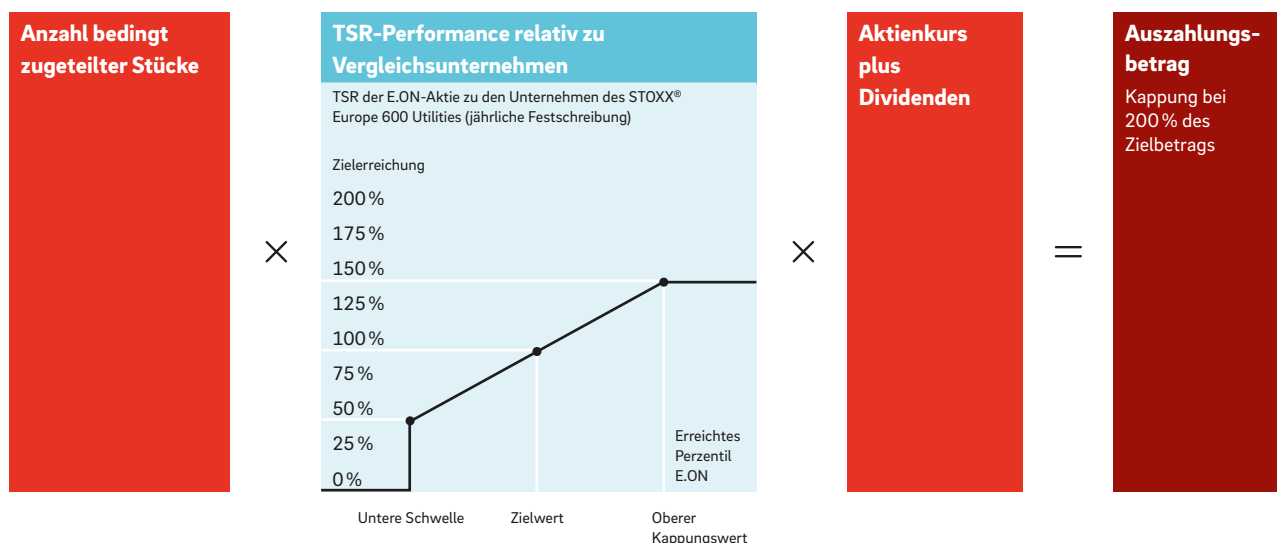 Anzahl bedingt
zugeteilter Stücke
×
TSR-Performance relativ zu
Vergleichsunternehmen
TSR der E.ON-Aktie zu den Unternehmen des STOXX®
Europe 600 Utilities (jährliche Festschreibung)
Zielerreichung
200 %
175 %
150 %
125 %
100 %
75 %
50 %
25 %
0 %
Erreichtes
Perzentil
E.ON
Untere Schwelle
Zielwert
Oberer
Kappungswert
×
Aktienkurs
plus
Dividenden
=
Auszahlungs-
betrag
Kappung bei
200 % des
Zielbetrags